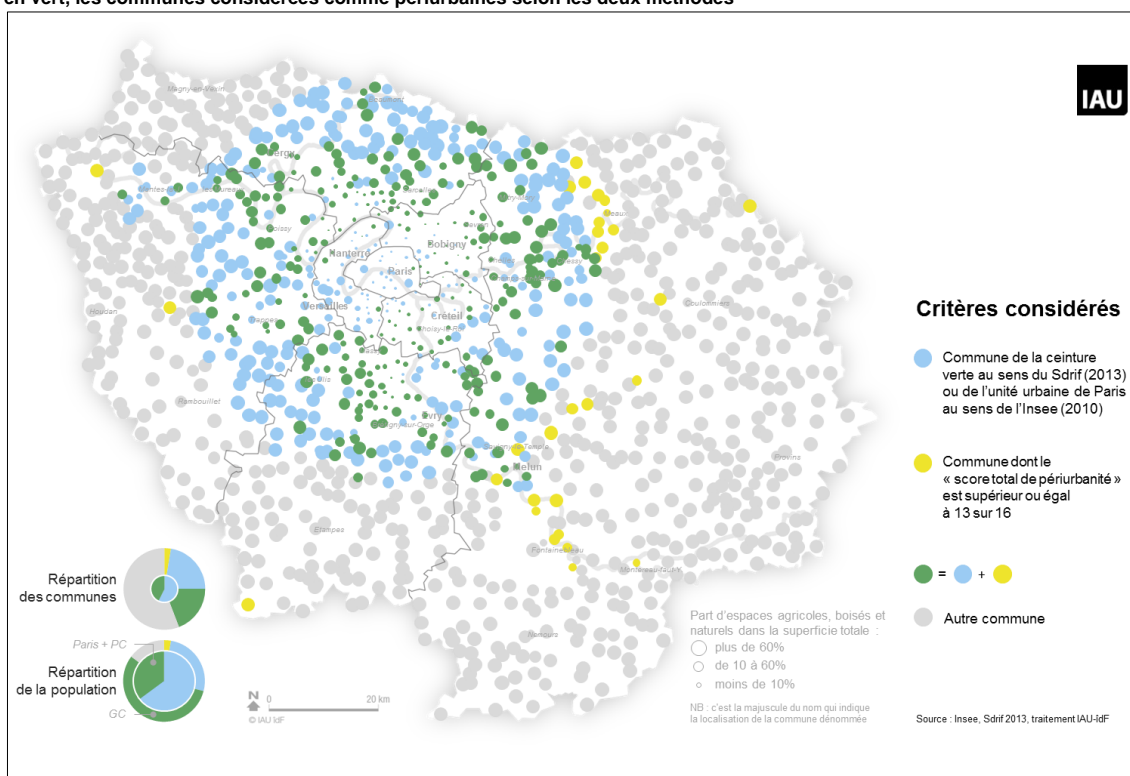 en vert, les communes considérées comme périurbaines selon les deux méthodes
IAU
Magny-en-Vexin
Cergy
Sarcelles
Nanterre
Bobigny
Paris
Versailles
Créteil
Houdan
Coulommiers
Rambouillet
Evry
Melun
Provins
Etampes
Fontainebleau
Nemours
Critères considérés
Commune de la ceinture
verte au sens du Sdrif (2013)
ou de l'unité urbaine de Paris
au sens de l'Insee (2010)
Commune dont le
« score total de périurbanité »
est supérieur ou égal
à 13 sur 16
= +
Autre commune
Répartition
des communes
Paris + PC
Répartition
de la population
GC
N
0 20 km
© IAU IdF
Part d'espaces agricoles, boisés et
naturels dans la superficie totale :
plus de 60%
de 10 à 60%
moins de 10%
NB : c'est la majuscule du nom qui indique
la localisation de la commune dénommée
Source : Insee, Sdrif 2013, traitement IAU-IdF